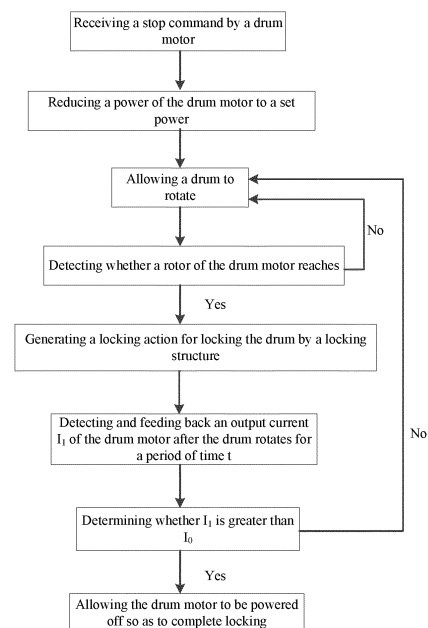 Receiving a stop command by a drum
motor
Reducing a power of the drum motor to a set
power
Allowing a drum to
rotate
No
Detecting whether a rotor of the drum motor reaches
Yes
Generating a locking action for locking the drum by a locking
structure
Detecting and feeding back an output current
I₁ of the drum motor after the drum rotates for
a period of time t
No
Determining whether I₁ is greater than
I₀
Yes
Allowing the drum motor to be powered
off so as to complete locking